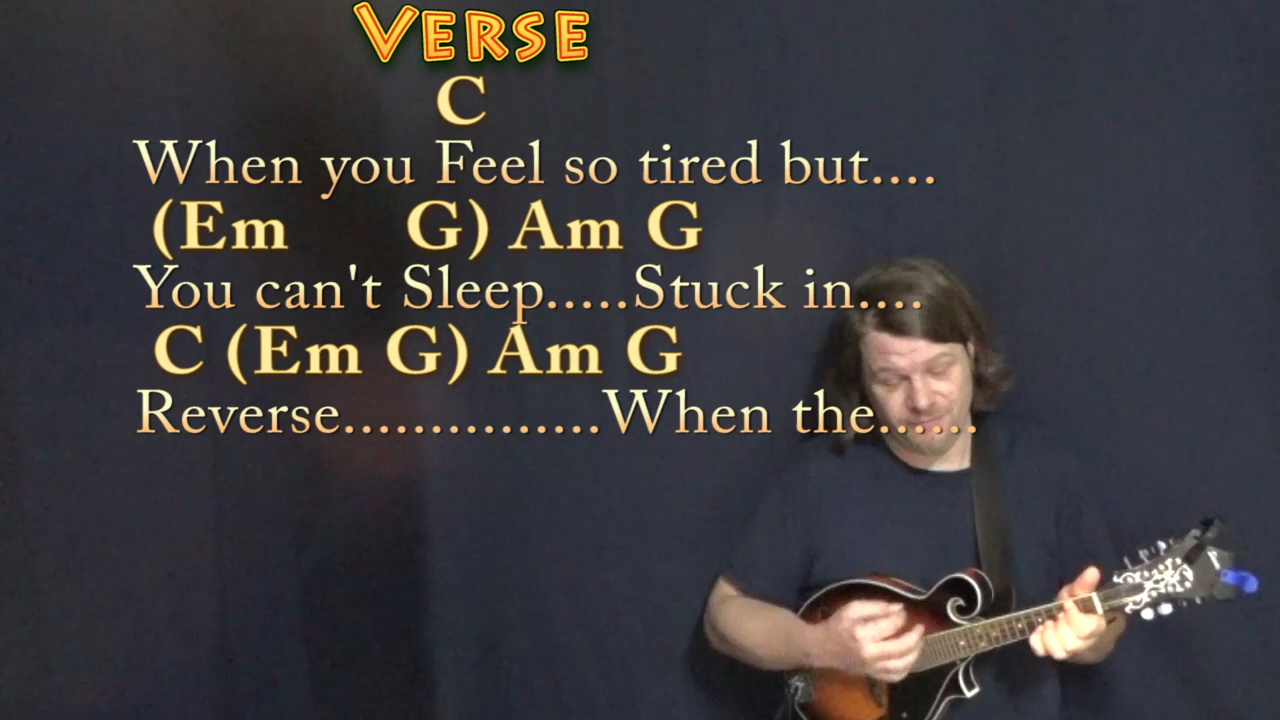 VERSE
C
When you Feel so tired but....
(Em G) Am G
You can't Sleep.....Stuck in....
C (Em G) Am G
Reverse...............When the......